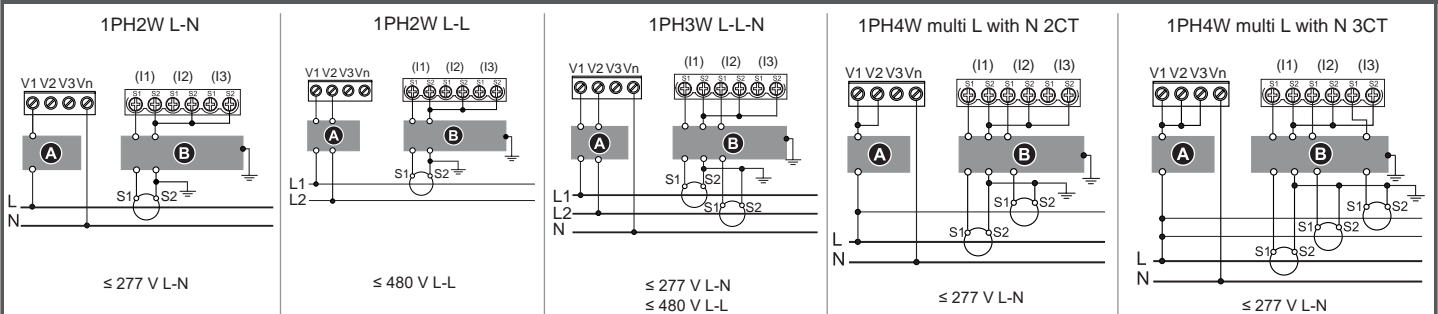 1PH2W L-N
V1 V2 V3 Vn
(I1) (I2) (I3)
S1 S2 S1 S2 S1 S2
A
B
S1 S2
L
N
≤ 277 V L-N
1PH2W L-L
V1 V2 V3 Vn
(I1) (I2) (I3)
S1 S2 S1 S2 S1 S2
A
B
S1 S2
L1
L2
≤ 480 V L-L
1PH3W L-L-N
V1 V2 V3 Vn
(I1) (I2) (I3)
S1 S2 S1 S2 S1 S2
A
B
S1 S2
S1 S2
L1
L2
N
≤ 277 V L-N
≤ 480 V L-L
1PH4W multi L with N 2CT
V1 V2 V3 Vn
(I1) (I2) (I3)
S1 S2 S1 S2 S1 S2
A
B
S1 S2
S1 S2
L
N
≤ 277 V L-N
1PH4W multi L with N 3CT
V1 V2 V3 Vn
(I1) (I2) (I3)
S1 S2 S1 S2 S1 S2
A
B
S1 S2
S1 S2
S1 S2
L
N
≤ 277 V L-N